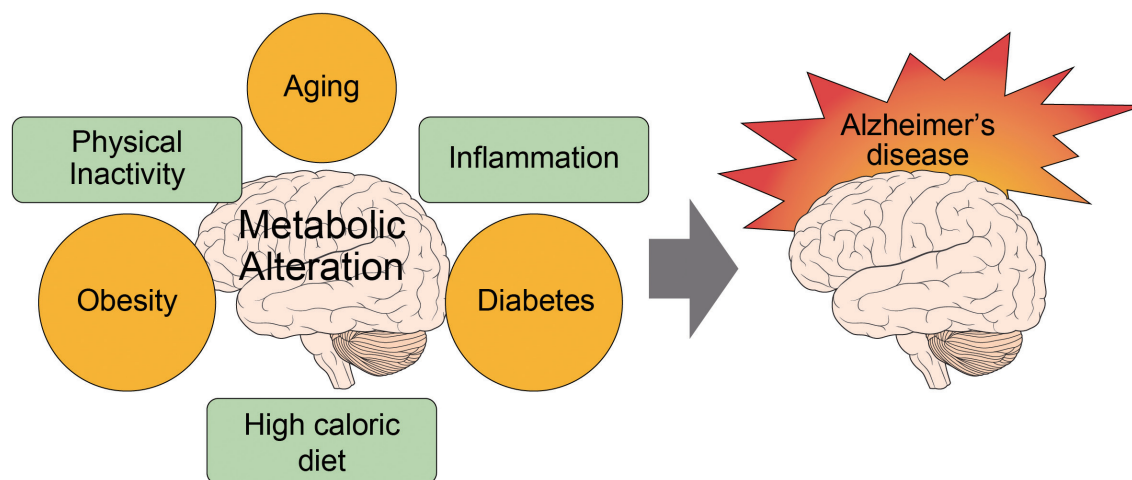 Aging
Physical
Inactivity
Inflammation
Metabolic
Alteration
Obesity
Diabetes
High caloric
diet
Alzheimer's
disease